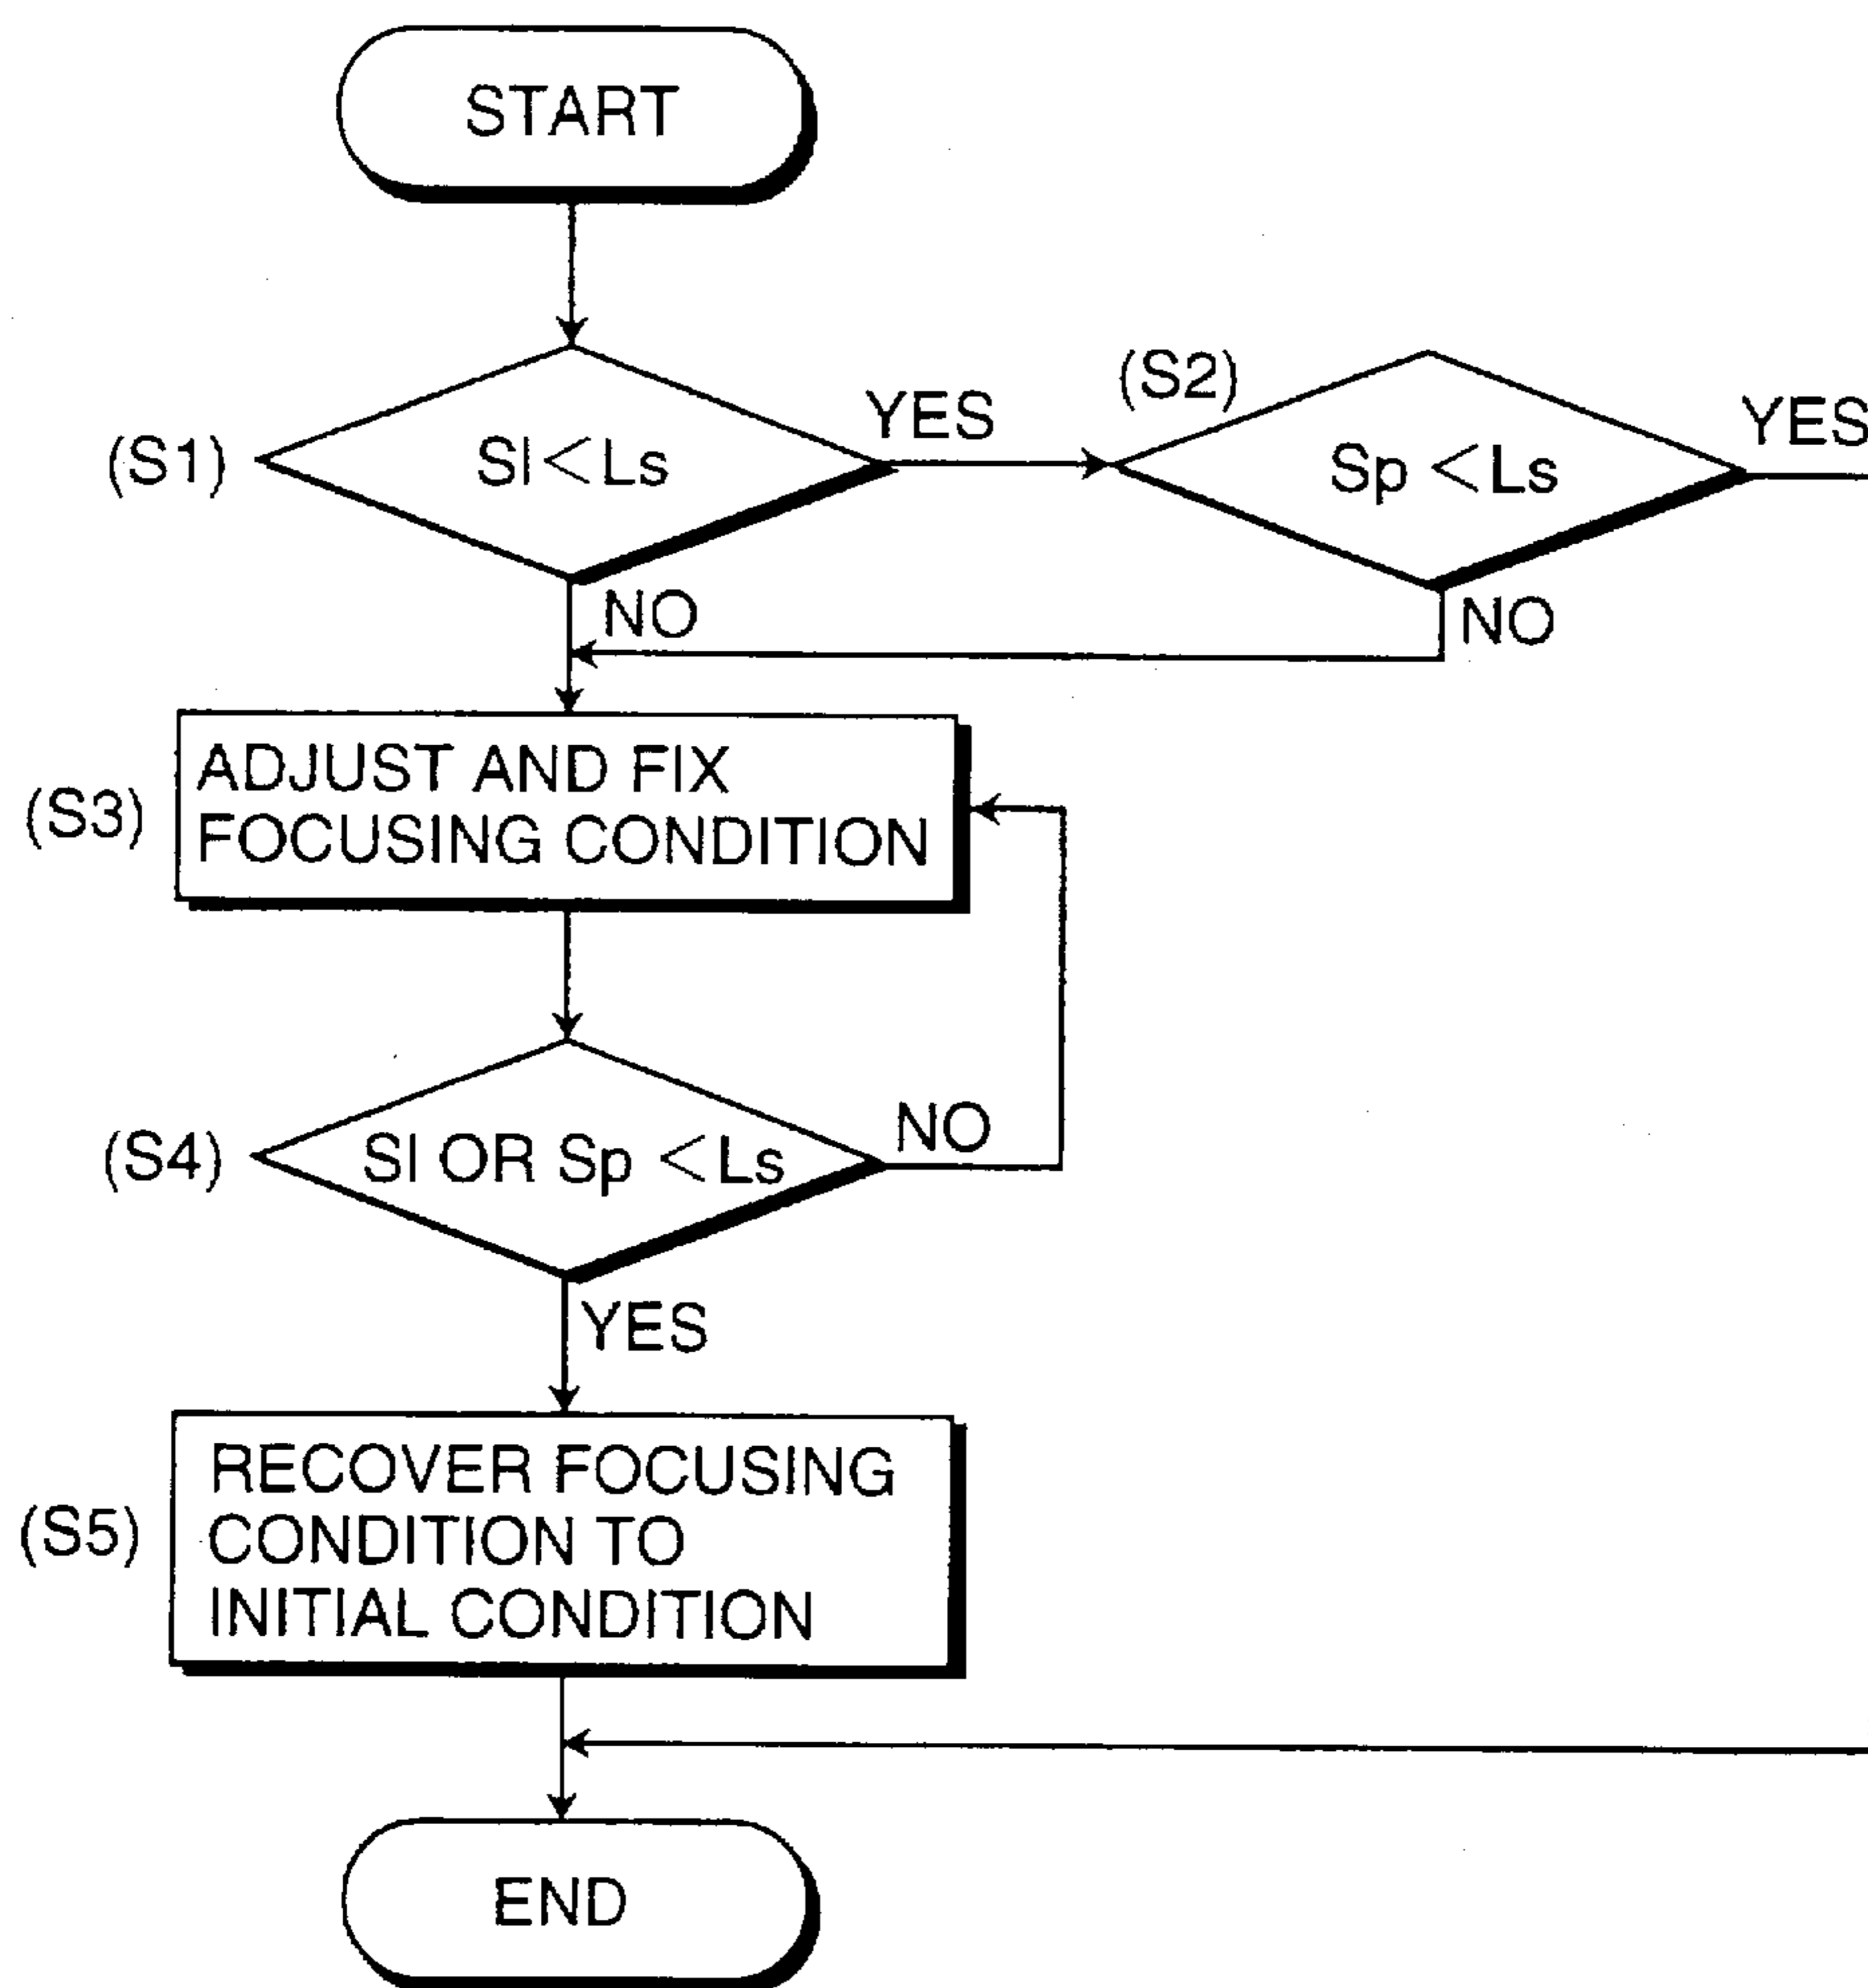 START
(S1)
Sl<Ls
YES
(S2)
Sp <Ls
YES
NO
NO
(S3)
ADJUST AND FIX
FOCUSING CONDITION
(S4)
Sl OR Sp <Ls
NO
YES
(S5)
RECOVER FOCUSING
CONDITION TO
INITIAL CONDITION
END